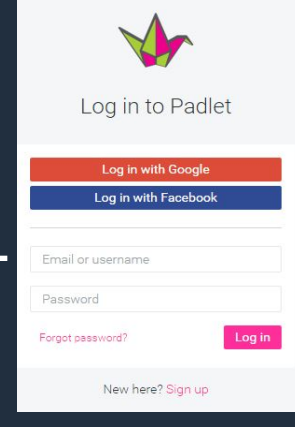 Log in to Padlet
Log in with Google
Log in with Facebook
Email or username
Password
Forgot password? Log in
New here? Sign up